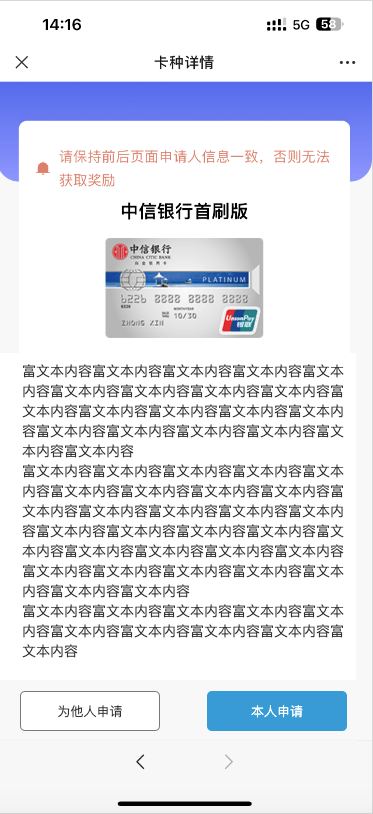 14:16
5G
58
卡种详情
请保持前后页面申请人信息一致，否则无法
获取奖励
中信银行首刷版
中信银行
CHINA CITIC BANK
白金信用卡
PLATINUM
6226 8888 8888 8888
6226
MONTH/YEAR
10/30
ZHONG XIN
UnionPay
银联
富文本内容富文本内容富文本内容富文本内容富文本
内容富文本内容富文本内容富文本内容富文本内容富
文本内容富文本内容富文本内容富文本内容富文本内
容富文本内容富文本内容富文本内容富文本内容富文
本内容富文本内容
富文本内容富文本内容富文本内容富文本内容富文本
内容富文本内容富文本内容富文本内容富文本内容富
文本内容富文本内容富文本内容富文本内容富文本内
容富文本内容富文本内容富文本内容富文本内容富文
本内容富文本内容富文本内容富文本内容富文本内容
富文本内容富文本内容富文本内容富文本内容富文本
内容富文本内容富文本内容
富文本内容富文本内容富文本内容富文本内容富文本
内容富文本内容富文本内容富文本内容富文本内容富
文本内容
为他人申请
本人申请